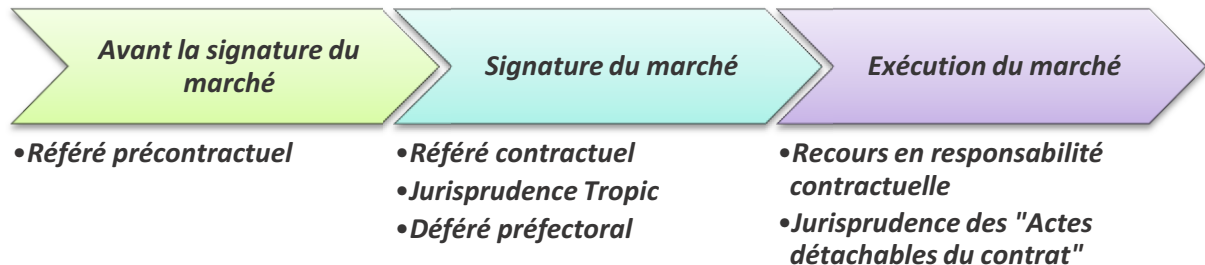 Avant la signature du
marché
Signature du marché
Exécution du marché
•Référé précontractuel
•Référé contractuel
•Jurisprudence Tropic
•Déféré préfectoral
•Recours en responsabilité
contractuelle
•Jurisprudence des "Actes
détachables du contrat"